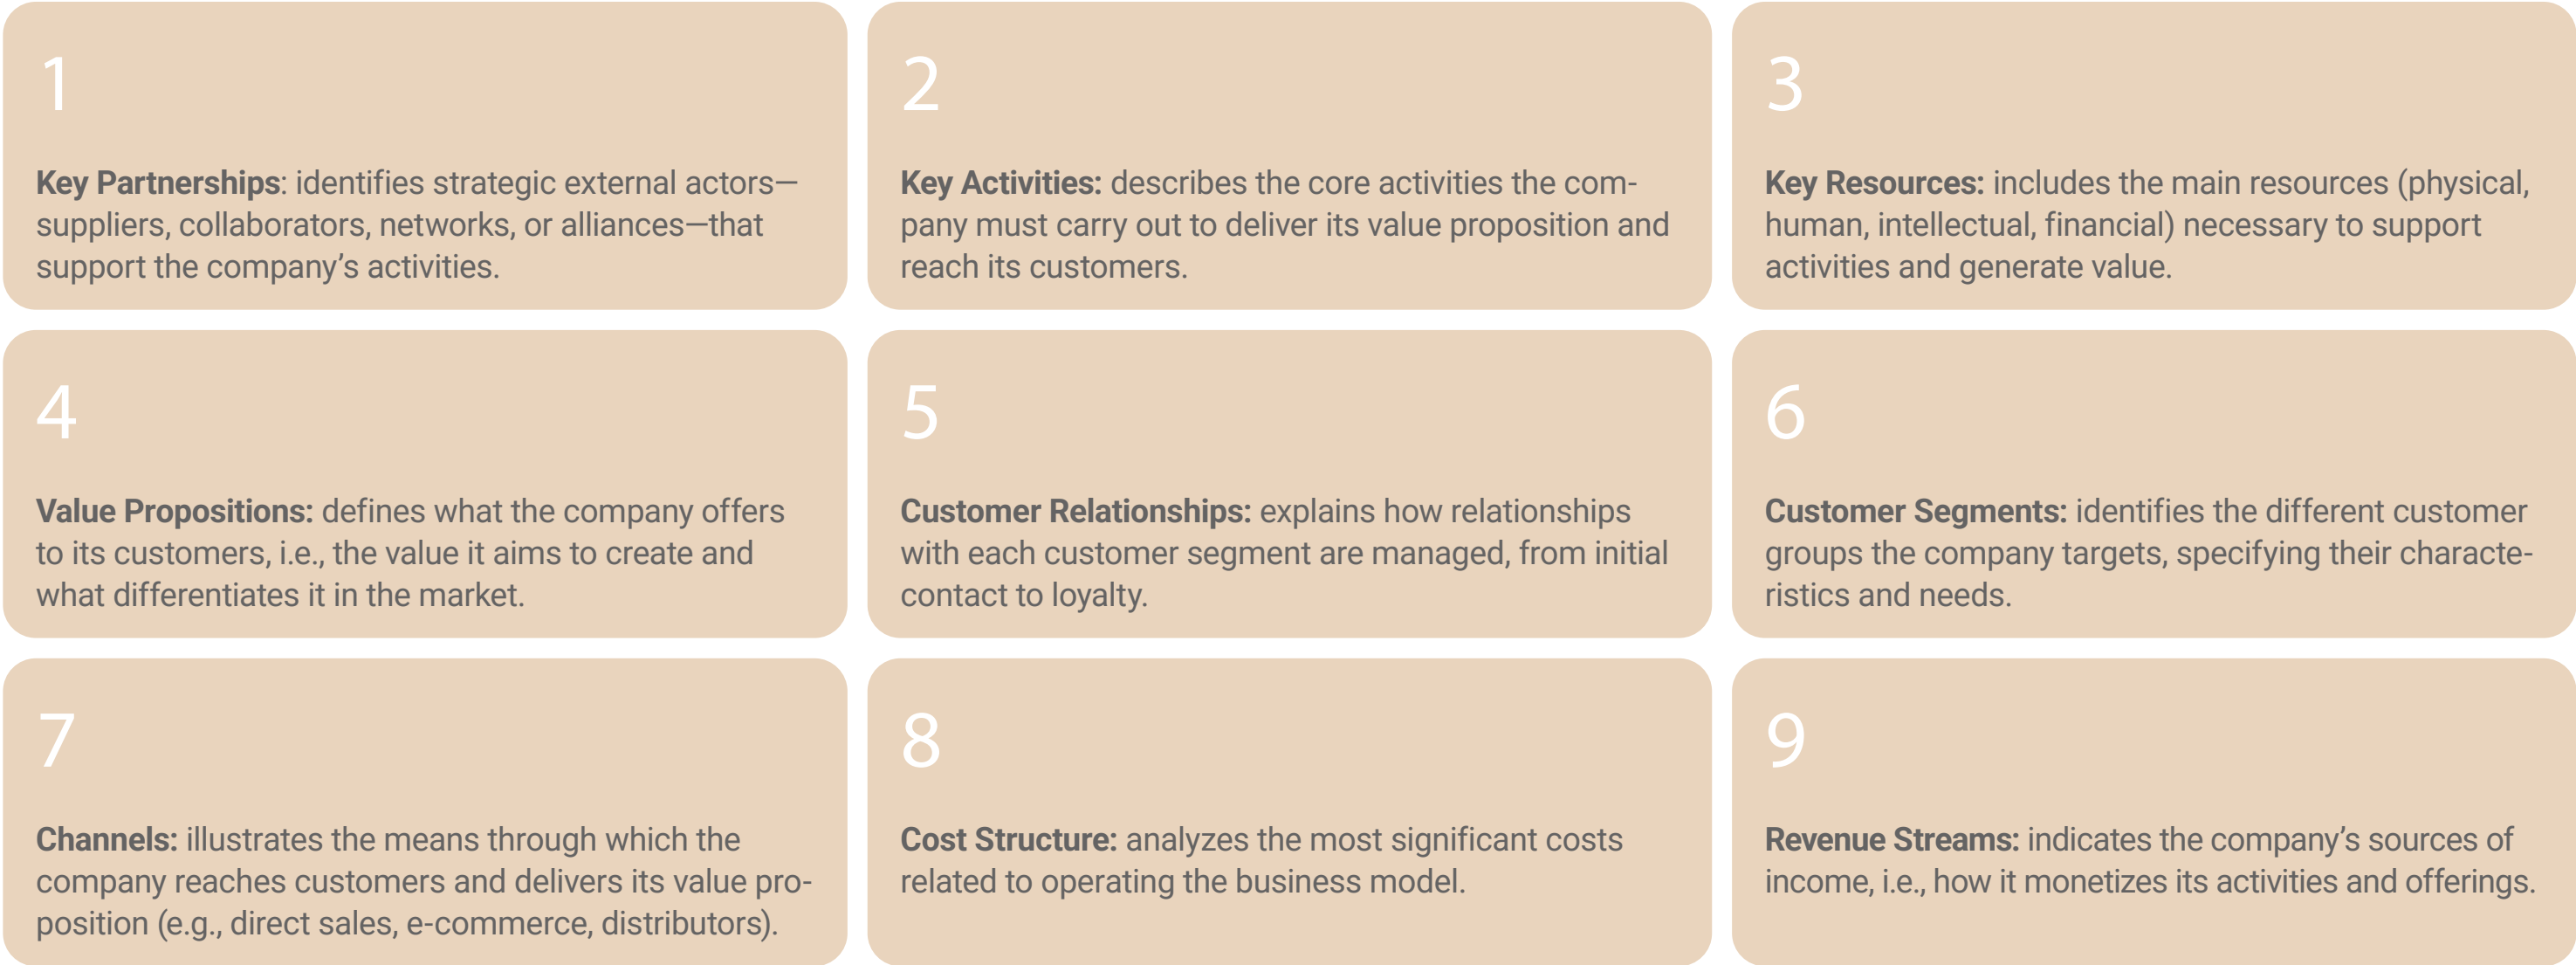 1
Key Partnerships: identifies strategic external actors—
suppliers, collaborators, networks, or alliances—that
support the company’s activities.
2
Key Activities: describes the core activities the com-
pany must carry out to deliver its value proposition and
reach its customers.
3
Key Resources: includes the main resources (physical,
human, intellectual, financial) necessary to support
activities and generate value.
4
Value Propositions: defines what the company offers
to its customers, i.e., the value it aims to create and
what differentiates it in the market.
5
Customer Relationships: explains how relationships
with each customer segment are managed, from initial
contact to loyalty.
6
Customer Segments: identifies the different customer
groups the company targets, specifying their characte-
ristics and needs.
7
Channels: illustrates the means through which the
company reaches customers and delivers its value pro-
position (e.g., direct sales, e-commerce, distributors).
8
Cost Structure: analyzes the most significant costs
related to operating the business model.
9
Revenue Streams: indicates the company’s sources of
income, i.e., how it monetizes its activities and offerings.